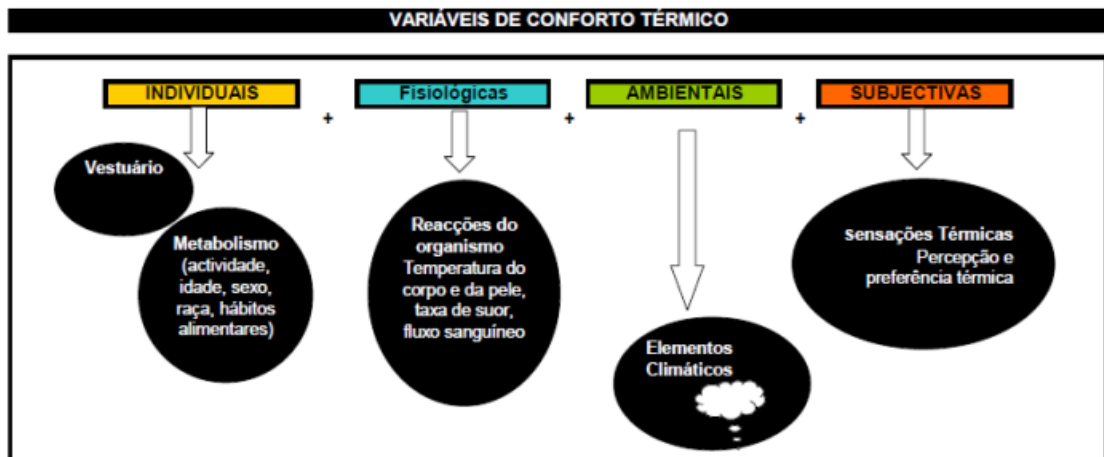 VARIÁVEIS DE CONFORTO TÉRMICO
INDIVIDUAIS
+
Fisiológicas
+
AMBIENTAIS
+
SUBJECTIVAS
Vestuário
Metabolismo
(actividade,
idade, sexo,
raça, hábitos
alimentares)
Reacções do
organismo
Temperatura do
corpo e da pele,
taxa de suor,
fluxo sanguíneo
Elementos
Climáticos
Sensações Térmicas
Percepção e
preferência térmica